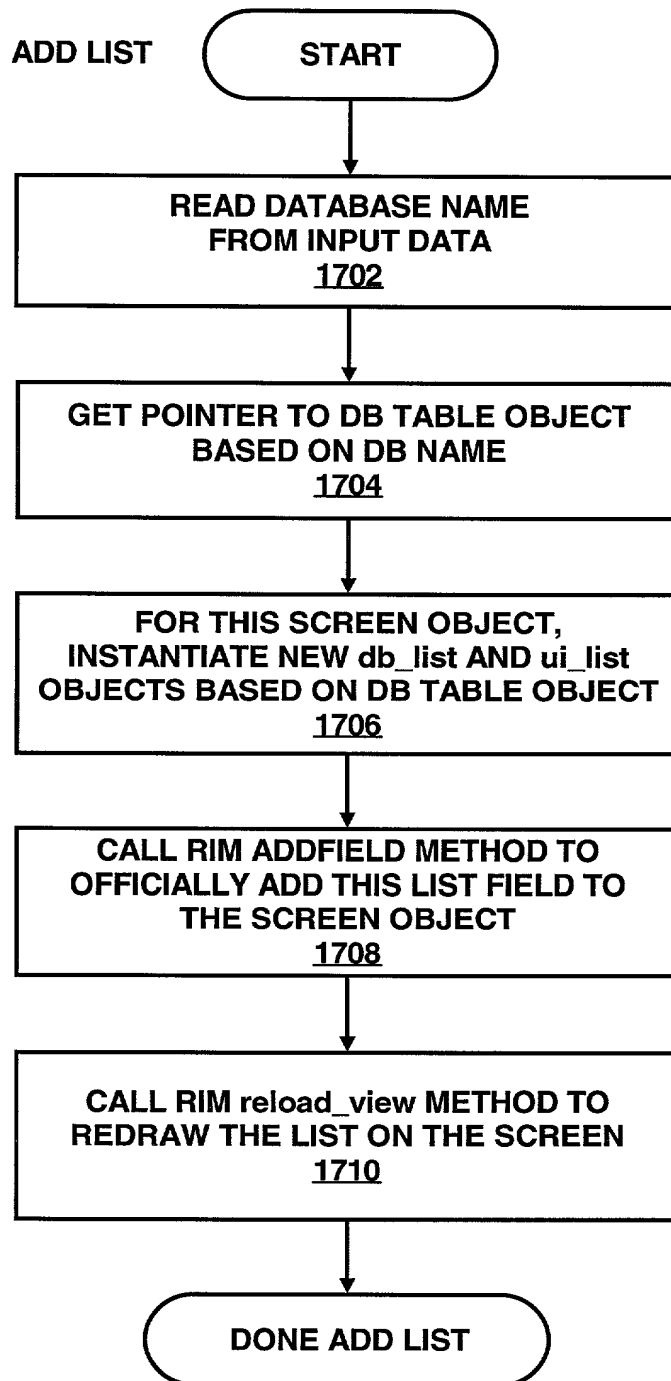 ADD LIST
START
READ DATABASE NAME
FROM INPUT DATA
1702
GET POINTER TO DB TABLE OBJECT
BASED ON DB NAME
1704
FOR THIS SCREEN OBJECT,
INSTANTIATE NEW db_list AND ui_list
OBJECTS BASED ON DB TABLE OBJECT
1706
CALL RIM ADDFIELD METHOD TO
OFFICIALLY ADD THIS LIST FIELD TO
THE SCREEN OBJECT
1708
CALL RIM reload_view METHOD TO
REDRAW THE LIST ON THE SCREEN
1710
DONE ADD LIST